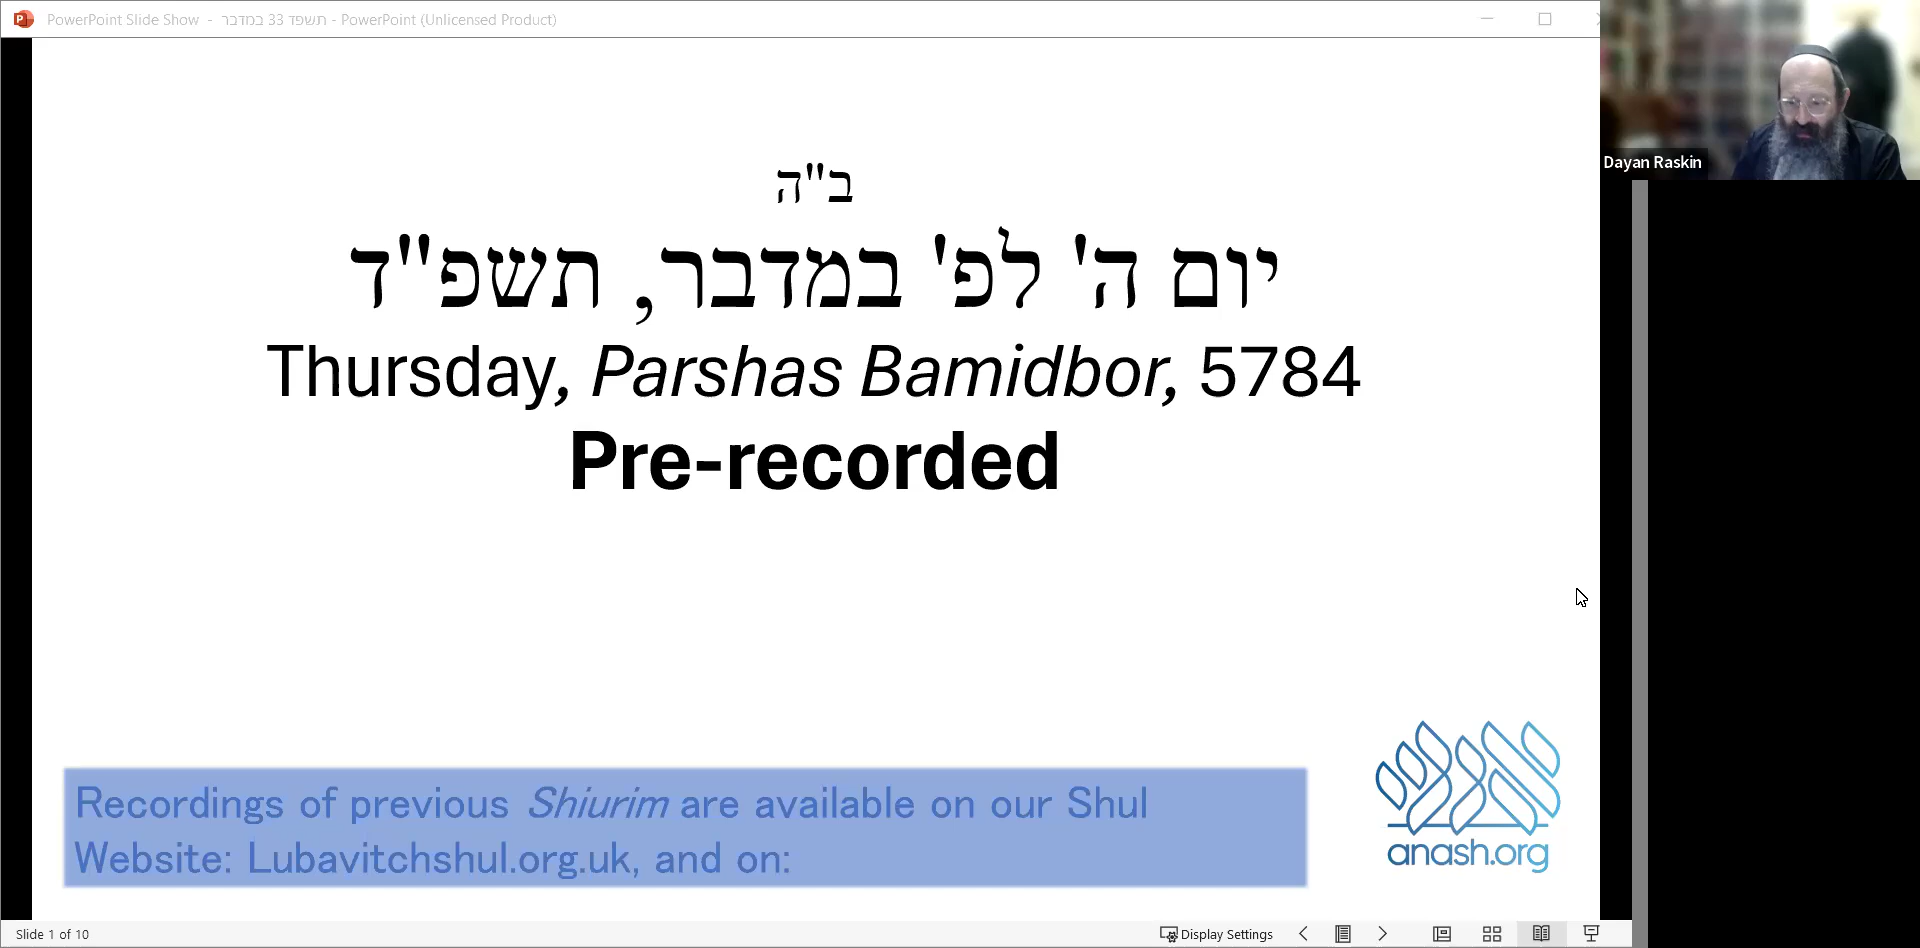 PowerPoint Slide Show - תשפד 33 במדבר - PowerPoint (Unlicensed Product)
Dayan Raskin
ב"ה
יום ה' לפ' במדבר, תשפ"ד
Thursday, Parshas Bamidbor, 5784
Pre-recorded
Recordings of previous Shiurim are available on our Shul
Website: Lubavitchshul.org.uk, and on:
אנש
anash.org
Slide 1 of 10
Display Settings